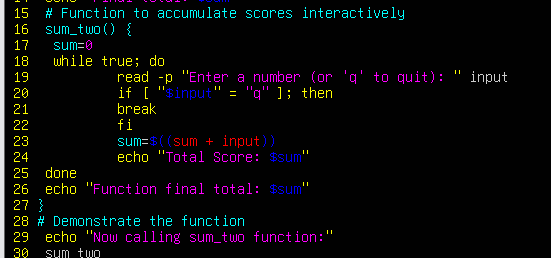 15  # Function to accumulate scores interactively
16  sum_two() {
17   sum=0
18   while true; do
19           read -p "Enter a number (or 'q' to quit): " input
20           if [ "$input" = "q" ]; then
21           break
22           fi
23           sum=$((sum + input))
24           echo "Total Score: $sum"
25  done
26  echo "Function final total: $sum"
27 }
28 # Demonstrate the function
29  echo "Now calling sum_two function:"
30  sum_two